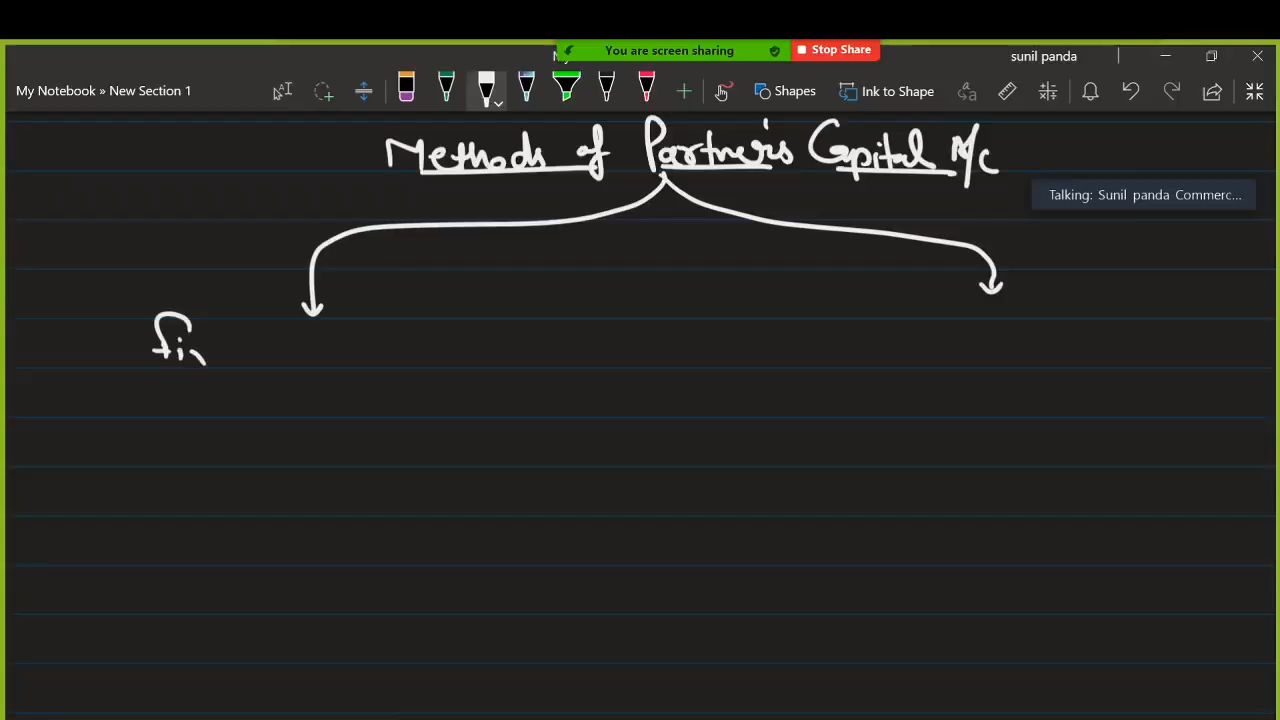 You are screen sharing
Stop Share
sunil panda
My Notebook » New Section 1
Shapes
Ink to Shape
Methods of Partner's Capital A/c
Talking: Sunil panda Commerc...